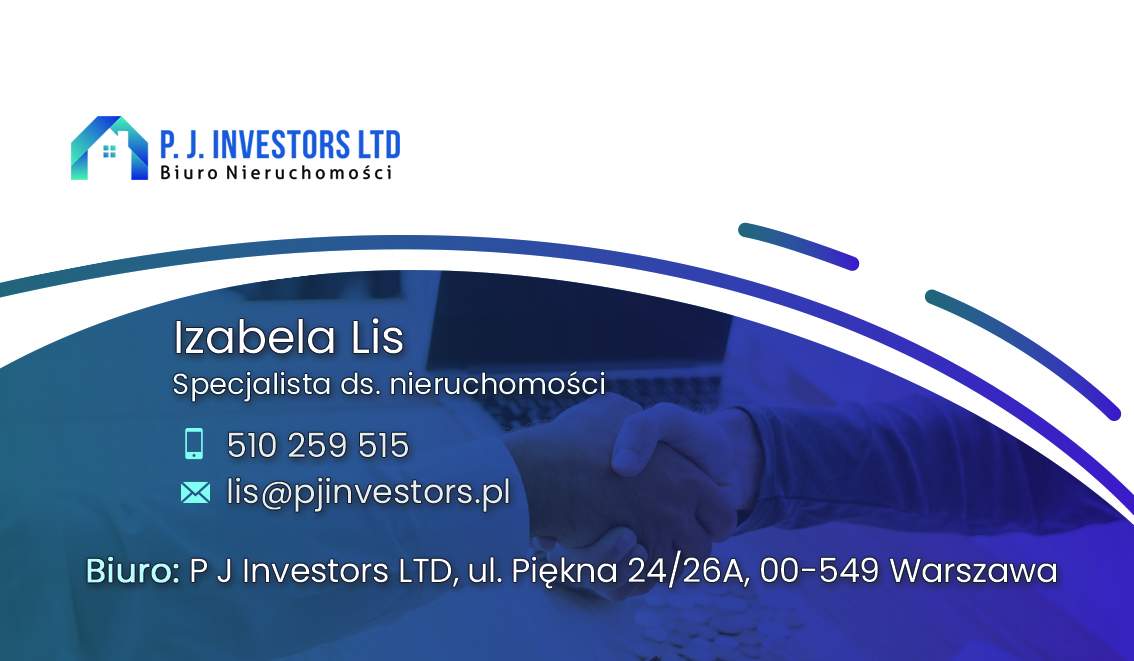 P. J. INVESTORS LTD
Biuro Nieruchomości
Izabela Lis
Specjalista ds. nieruchomości
510 259 515
lis@pjinvestors.pl
Biuro: P J Investors LTD, ul. Piękna 24/26A, 00-549 Warszawa